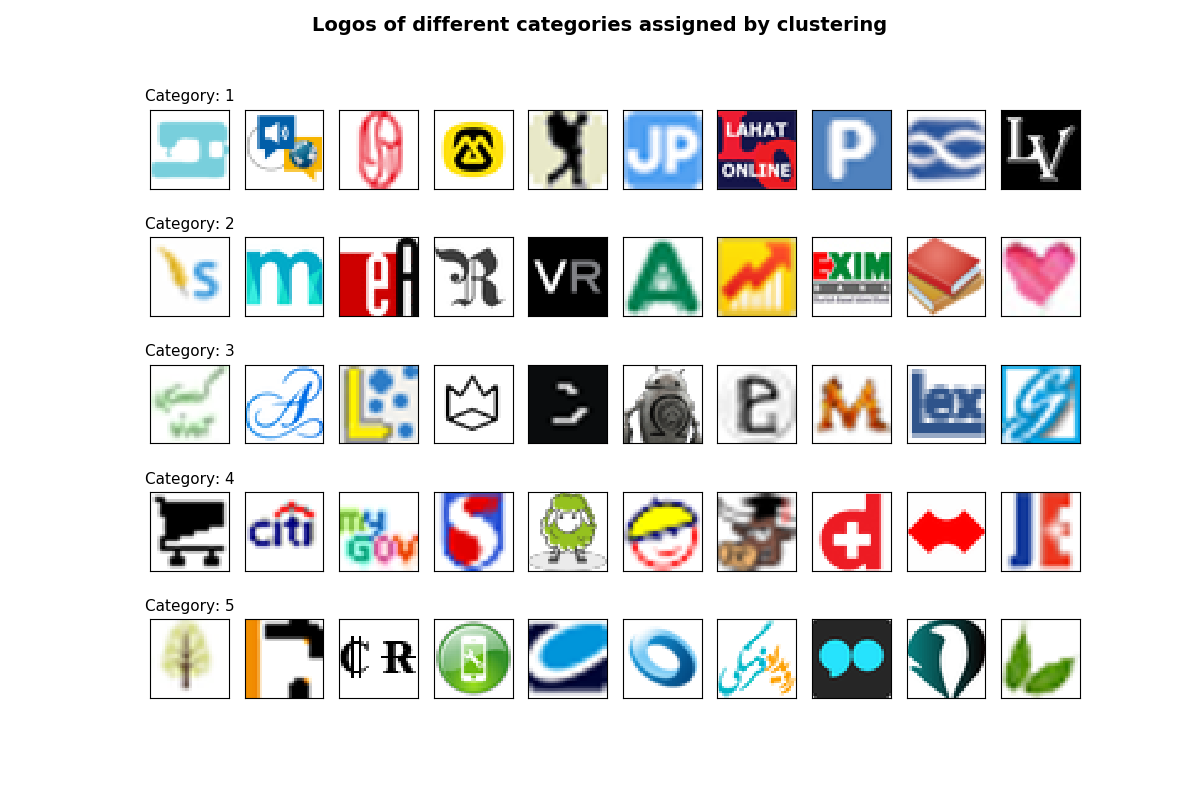 Logos of different categories assigned by clustering
Category: 1
JP
LAHAT
ONLINE
P
LV
Category: 2
S
m
eA
R
VR
A
EXIM
BANK
Category: 3
A
L
e
M
lex
Category: 4
citi
my
GOV
S
d
JE
Category: 5
₵ R